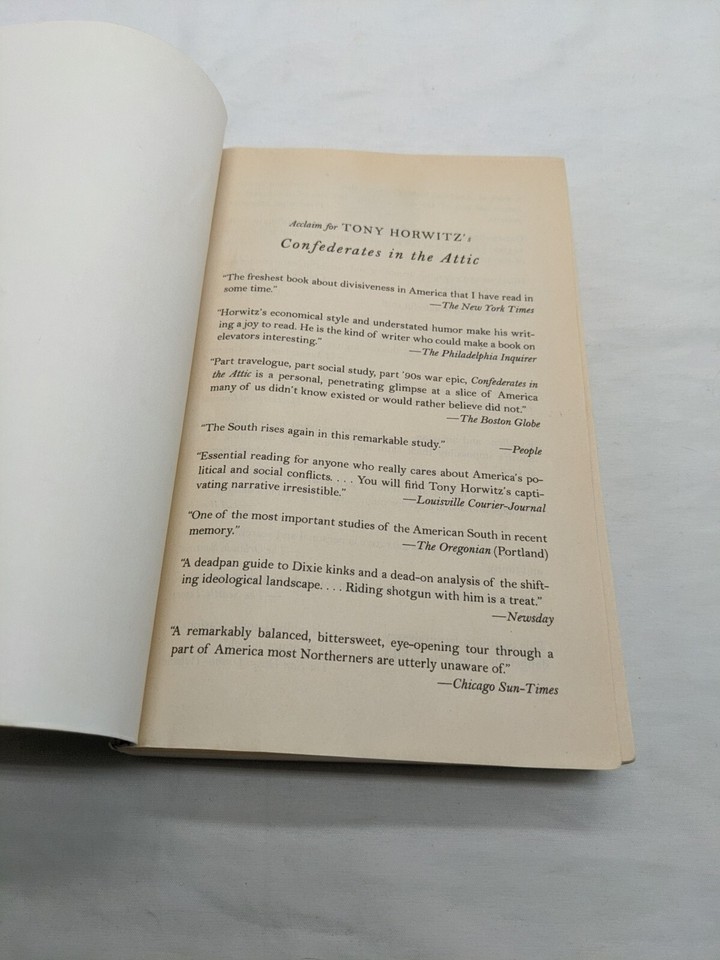 Acclaim for TONY HORWITZ's
Confederates in the Attic
"The freshest book about divisiveness in America that I have read in
some time."
—The New York Times
"Horwitz's economical style and understated humor make his writ-
ing a joy to read. He is the kind of writer who could make a book on
elevators interesting."
—The Philadelphia Inquirer
"Part travelogue, part social study, part '90s war epic, Confederates in
the Attic is a personal, penetrating glimpse at a slice of America
many of us didn't know existed or would rather believe did not."
—The Boston Globe
"The South rises again in this remarkable study."
—People
"Essential reading for anyone who really cares about America's po-
litical and social conflicts. . . . You will find Tony Horwitz's capti-
vating narrative irresistible."
—Louisville Courier-Journal
"One of the most important studies of the American South in recent
memory."
—The Oregonian (Portland)
"A deadpan guide to Dixie kinks and a dead-on analysis of the shift-
ing ideological landscape. . . . Riding shotgun with him is a treat."
—Newsday
"A remarkably balanced, bittersweet, eye-opening tour through a
part of America most Northerners are utterly unaware of."
—Chicago Sun-Times